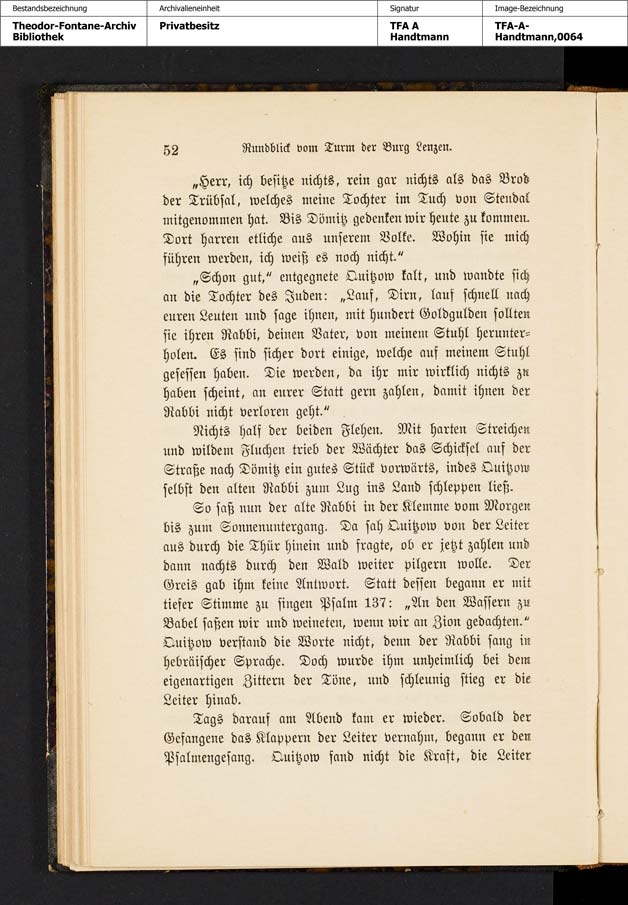 Bestandsbezeichnung Archivalieneinheit Signatur Image-Bezeichnung
Theodor-Fontane-Archiv Privatbesitz TFA A TFA-A-
Bibliothek Handtmann Handtmann,0064
52 Rundblick vom Turm der Burg Lenzen.
„Herr, ich besitze nichts, rein gar nichts als das Brod
der Trübsal, welches meine Tochter im Tuch von Stendal
mitgenommen hat. Bis Dömitz gedenken wir heute zu kommen.
Dort harren etliche aus unserem Volke. Wohin sie mich
führen werden, ich weiß es noch nicht.“
„Schon gut,“ entgegnete Quitzow kalt, und wandte sich
an die Tochter des Juden: „Lauf, Dirn, lauf schnell nach
euren Leuten und sage ihnen, mit hundert Goldgulden sollten
sie ihren Rabbi, deinen Vater, von meinem Stuhl herunter-
holen. Es sind sicher dort einige, welche auf meinem Stuhl
gesessen haben. Die werden, da ihr mir wirklich nichts zu
haben scheint, an eurer Statt gern zahlen, damit ihnen der
Rabbi nicht verloren geht.“
Nichts half der beiden Flehen. Mit harten Streichen
und wildem Fluchen trieb der Wächter das Schicksel auf der
Straße nach Dömitz ein gutes Stück vorwärts, indes Quitzow
selbst den alten Rabbi zum Lug ins Land schleppen ließ.
So saß nun der alte Rabbi in der Klemme vom Morgen
bis zum Sonnenuntergang. Da sah Quitzow von der Leiter
aus durch die Thür hinein und fragte, ob er jetzt zahlen und
dann nachts durch den Wald weiter pilgern wolle. Der
Greis gab ihm keine Antwort. Statt dessen begann er mit
tiefer Stimme zu singen Psalm 137: „An den Wassern zu
Babel saßen wir und weineten, wenn wir an Zion gedachten.“
Quitzow verstand die Worte nicht, denn der Rabbi sang in
hebräischer Sprache. Doch wurde ihm unheimlich bei dem
eigenartigen Zittern der Töne, und schleunig stieg er die
Leiter hinab.
Tags darauf am Abend kam er wieder. Sobald der
Gefangene das Klappern der Leiter vernahm, begann er den
Psalmengesang. Quitzow fand nicht die Kraft, die Leiter